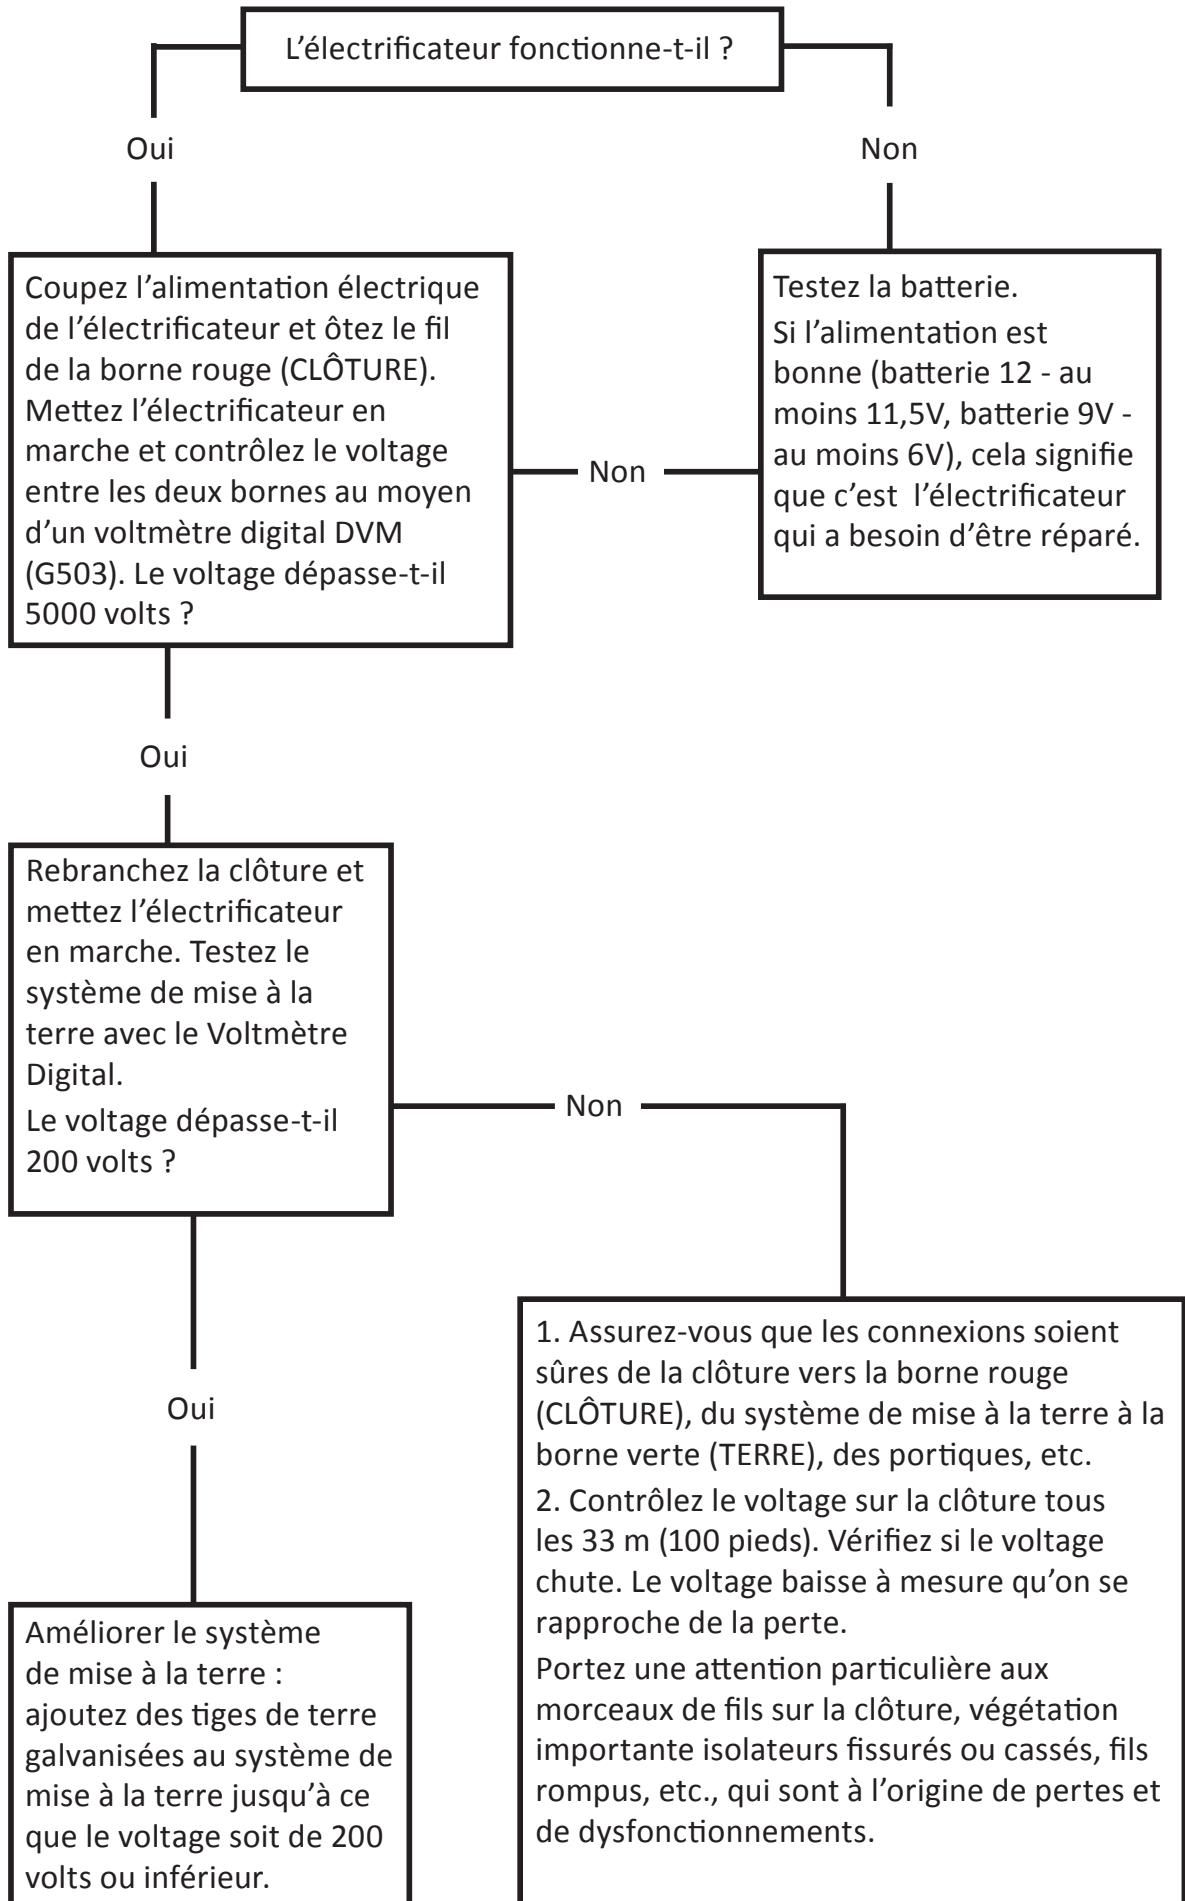 L'électrificateur fonctionne-t-il ?
Oui
Non
Coupez l'alimentation électrique
de l'électrificateur et ôtez le fil
de la borne rouge (CLÔTURE).
Mettez l'électrificateur en
marche et contrôlez le voltage
entre les deux bornes au moyen
d'un voltmètre digital DVM
(G503). Le voltage dépasse-t-il
5000 volts ?
Non
Testez la batterie.
Si l'alimentation est
bonne (batterie 12 - au
moins 11,5V, batterie 9V -
au moins 6V), cela signifie
que c'est  l'électrificateur
qui a besoin d'être réparé.
Oui
Rebranchez la clôture et
mettez l'électrificateur
en marche. Testez le
système de mise à la
terre avec le Voltmètre
Digital.
Le voltage dépasse-t-il
200 volts ?
Non
Oui
1. Assurez-vous que les connexions soient
sûres de la clôture vers la borne rouge
(CLÔTURE), du système de mise à la terre à la
borne verte (TERRE), des portiques, etc.
2. Contrôlez le voltage sur la clôture tous
les 33 m (100 pieds). Vérifiez si le voltage
chute. Le voltage baisse à mesure qu'on se
rapproche de la perte.
Portez une attention particulière aux
morceaux de fils sur la clôture, végétation
importante isolateurs fissurés ou cassés, fils
rompus, etc., qui sont à l'origine de pertes et
de dysfonctionnements.
Améliorer le système
de mise à la terre :
ajoutez des tiges de terre
galvanisées au système de
mise à la terre jusqu'à ce
que le voltage soit de 200
volts ou inférieur.